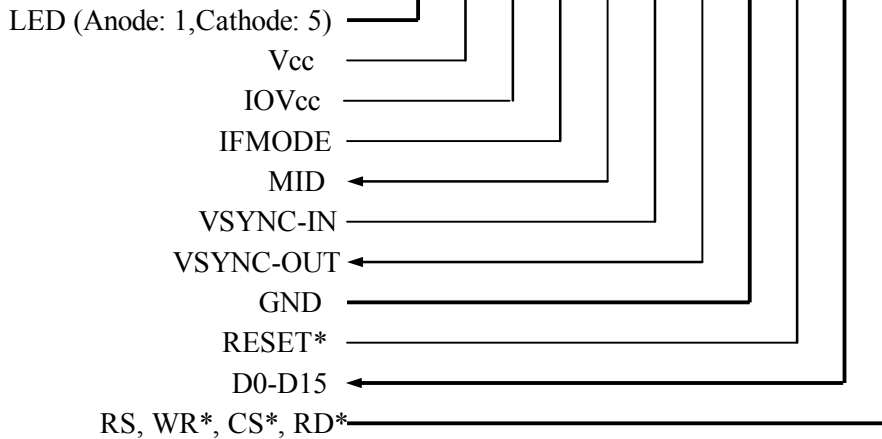 LED (Anode: 1,Cathode: 5)
Vcc
IOVcc
IFMODE
MID
VSYNC-IN
VSYNC-OUT
GND
RESET*
D0-D15
RS, WR*, CS*, RD*